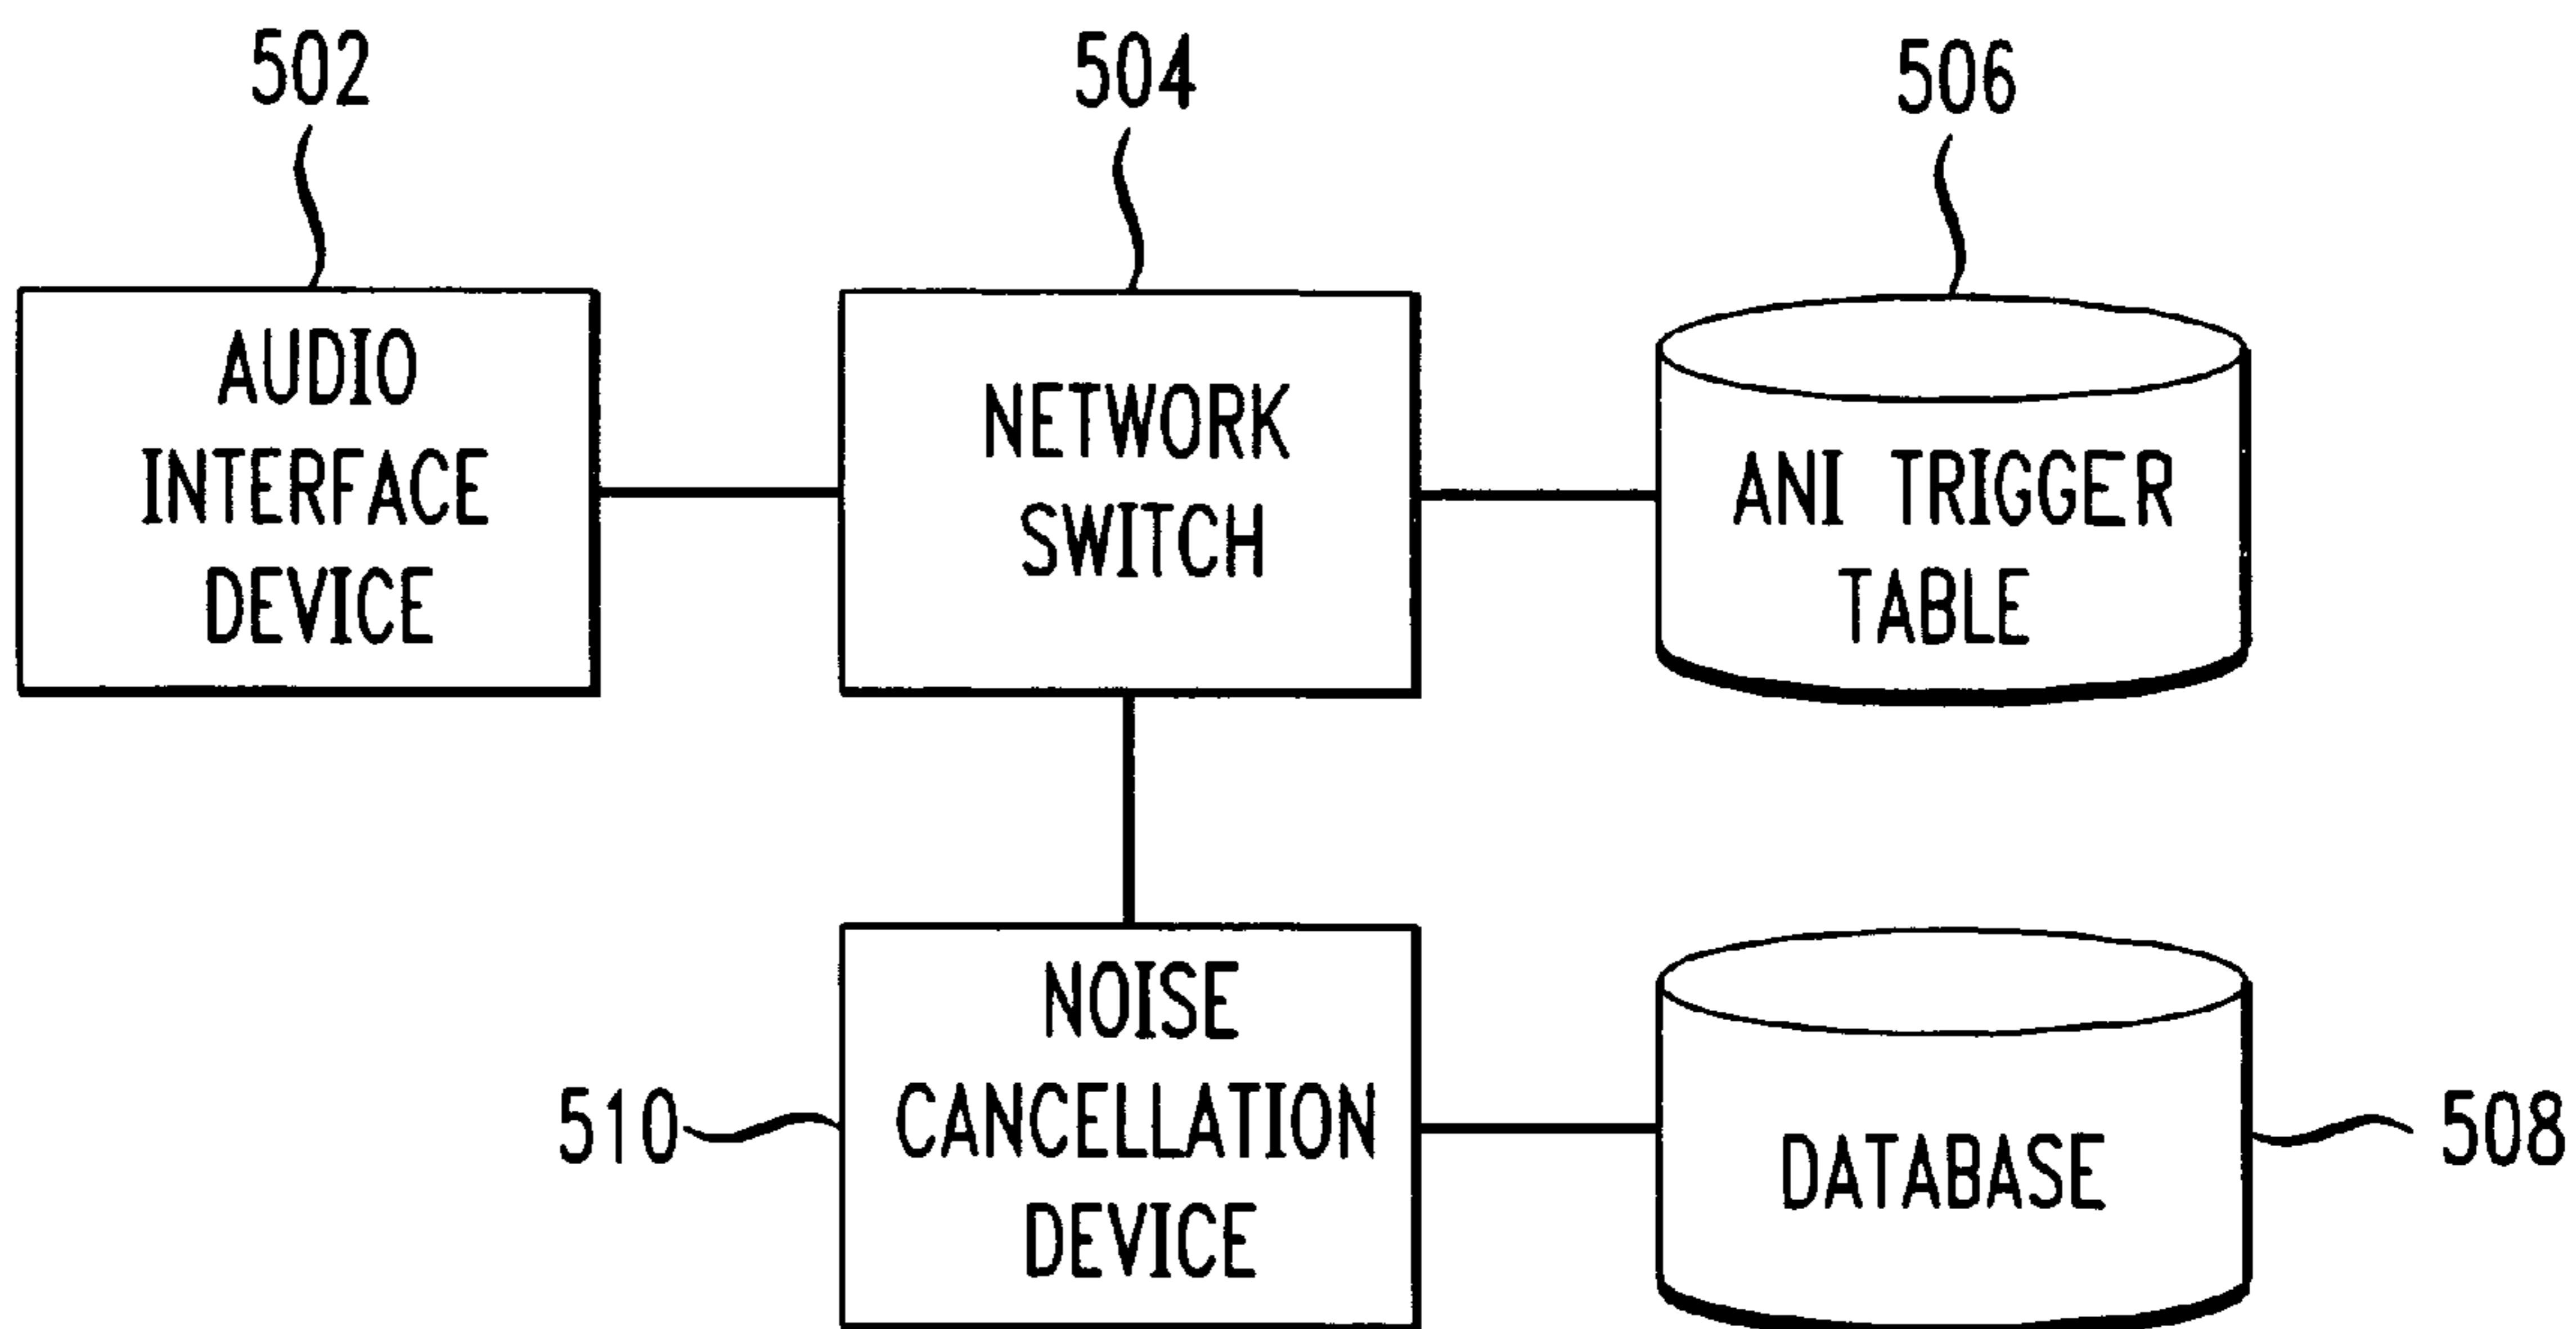 502
504
506
AUDIO
INTERFACE
DEVICE
NETWORK
SWITCH
ANI TRIGGER
TABLE
510
NOISE
CANCELLATION
DEVICE
DATABASE
508